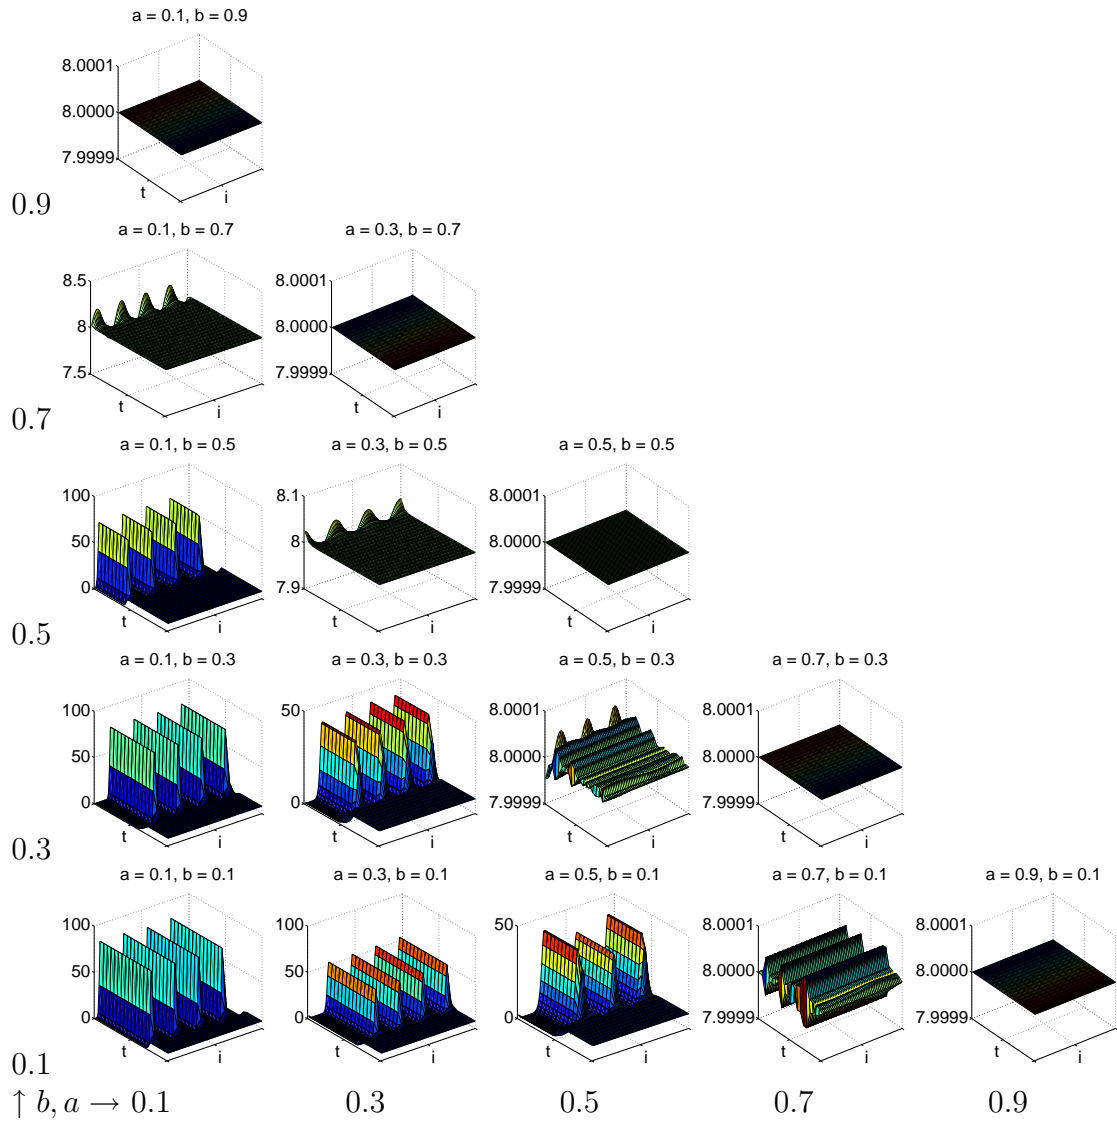 a = 0.1, b = 0.9
8.0001
8.0000
7.9999
t
i
0.9
a = 0.1, b = 0.7
a = 0.3, b = 0.7
8.5
8
7.5
t
i
8.0001
8.0000
7.9999
t
i
0.7
a = 0.1, b = 0.5
a = 0.3, b = 0.5
a = 0.5, b = 0.5
100
50
0
t
i
8.1
8
7.9
t
i
8.0001
8.0000
7.9999
t
i
0.5
a = 0.1, b = 0.3
a = 0.3, b = 0.3
a = 0.5, b = 0.3
a = 0.7, b = 0.3
100
50
0
t
i
50
0
t
i
8.0001
8.0000
7.9999
t
i
8.0001
8.0000
7.9999
t
i
0.3
a = 0.1, b = 0.1
a = 0.3, b = 0.1
a = 0.5, b = 0.1
a = 0.7, b = 0.1
a = 0.9, b = 0.1
100
50
0
t
i
100
50
0
t
i
50
0
t
i
8.0001
8.0000
7.9999
t
i
8.0001
8.0000
7.9999
t
i
0.1
↑ b, a → 0.1 0.3 0.5 0.7 0.9